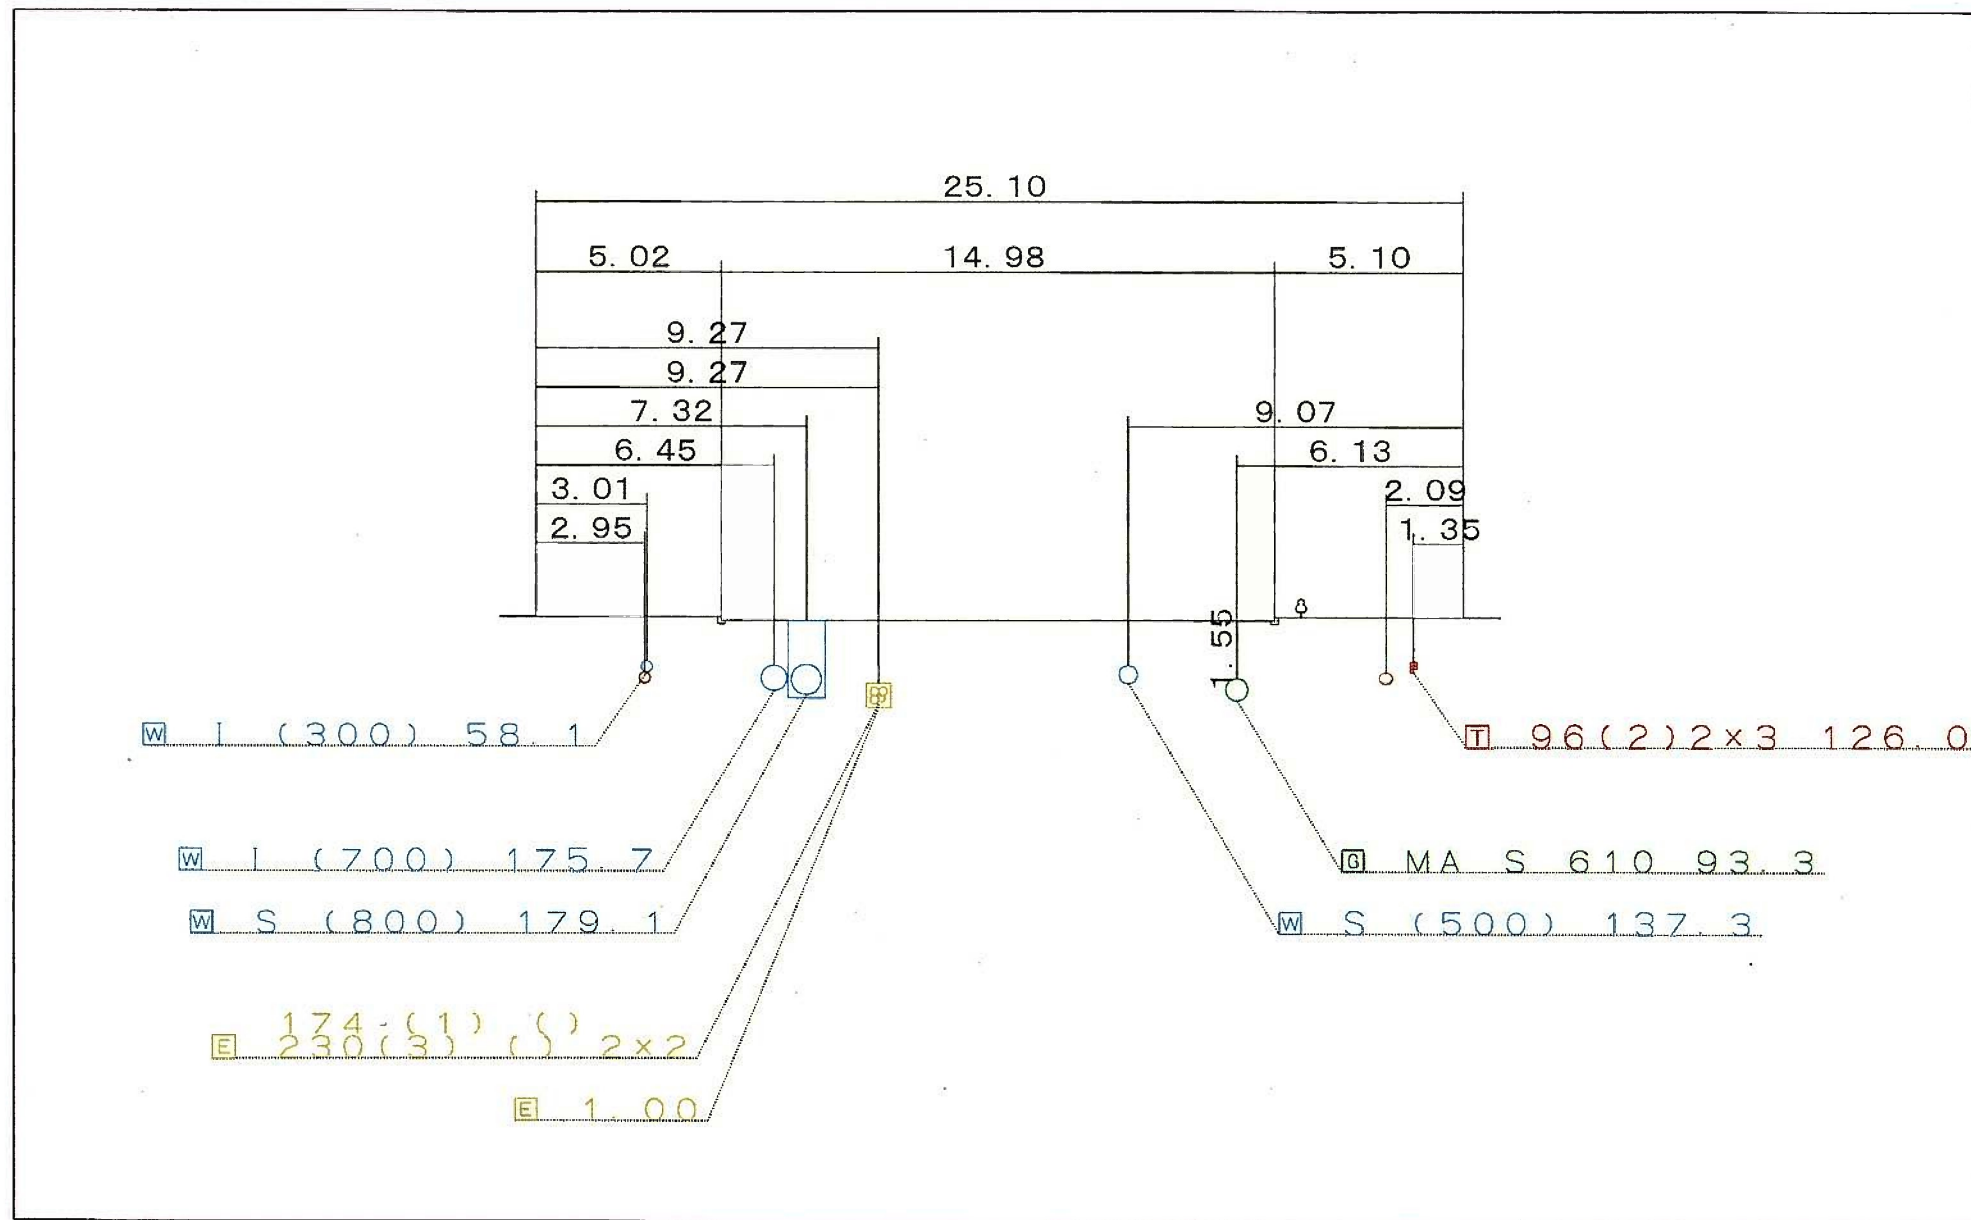 25. 10
5. 02 14. 98 5. 10
9. 27
9. 27
7. 32 9. 07
6. 45 6. 13
3. 01 2. 09
2. 95 1. 35
1. 55
W I (300) 58. 1
T 96(2)2×3 126. 0
W I (700) 175. 7
G MA S 610 93. 3
W S (800) 179. 1
W S (500) 137. 3
174-(1) ()
E 230(3) () 2×2
E 1. 00